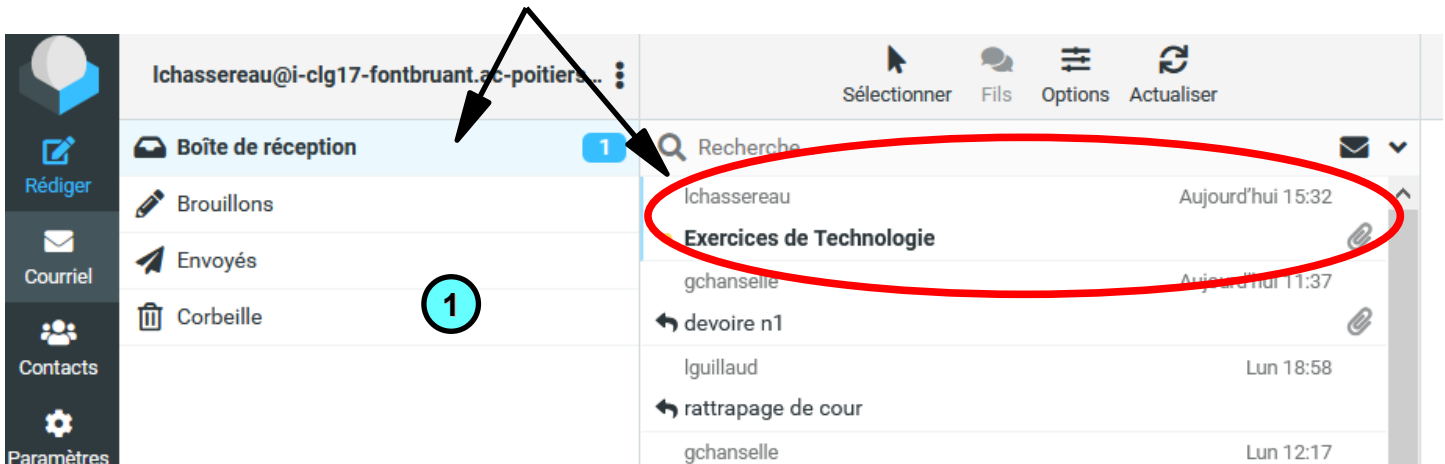 lchassereau@i-clg17-fontbruant.ac-poitiers...
Sélectionner
Fils
Options
Actualiser
Rédiger
Courriel
Contacts
Paramètres
Boîte de réception
1
Brouillons
Envoyés
Corbeille
1
Recherche...
lchassereau Aujourd'hui 15:32
Exercices de Technologie
gchanselle Aujourd'hui 11:37
devoire n1
lguillaud Lun 18:58
rattrapage de cour
gchanselle Lun 12:17